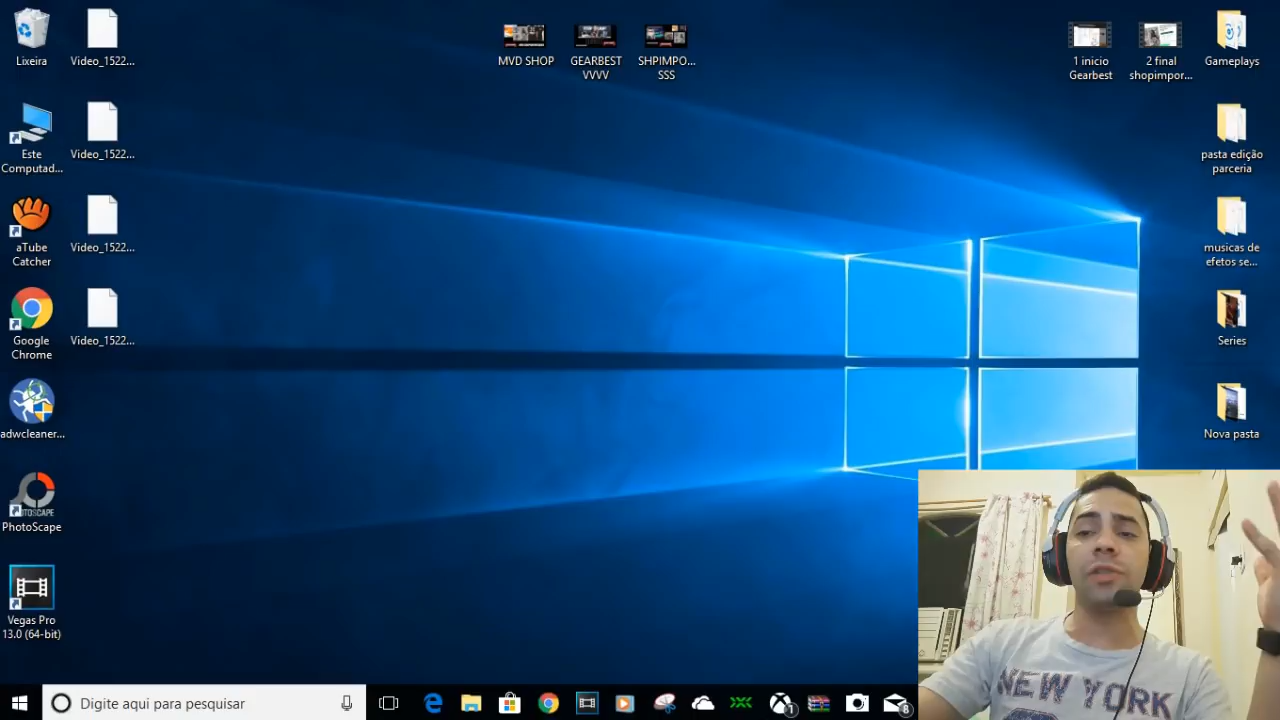 Lixeira
Video_1522...
MVD SHOP
GEARBEST
VVVV
SHPIMPO...
SSS
1 inicio
Gearbest
2 final
shopimpor...
Gameplays
Este
Computad...
Video_1522...
pasta edição
parceria
aTube
Catcher
Video_1522...
musicas de
efetos se...
Google
Chrome
Video_1522...
Series
adwcleaner...
Nova pasta
PhotoScape
Vegas Pro
13.0 (64-bit)
NEW YORK
Digite aqui para pesquisar
1
8